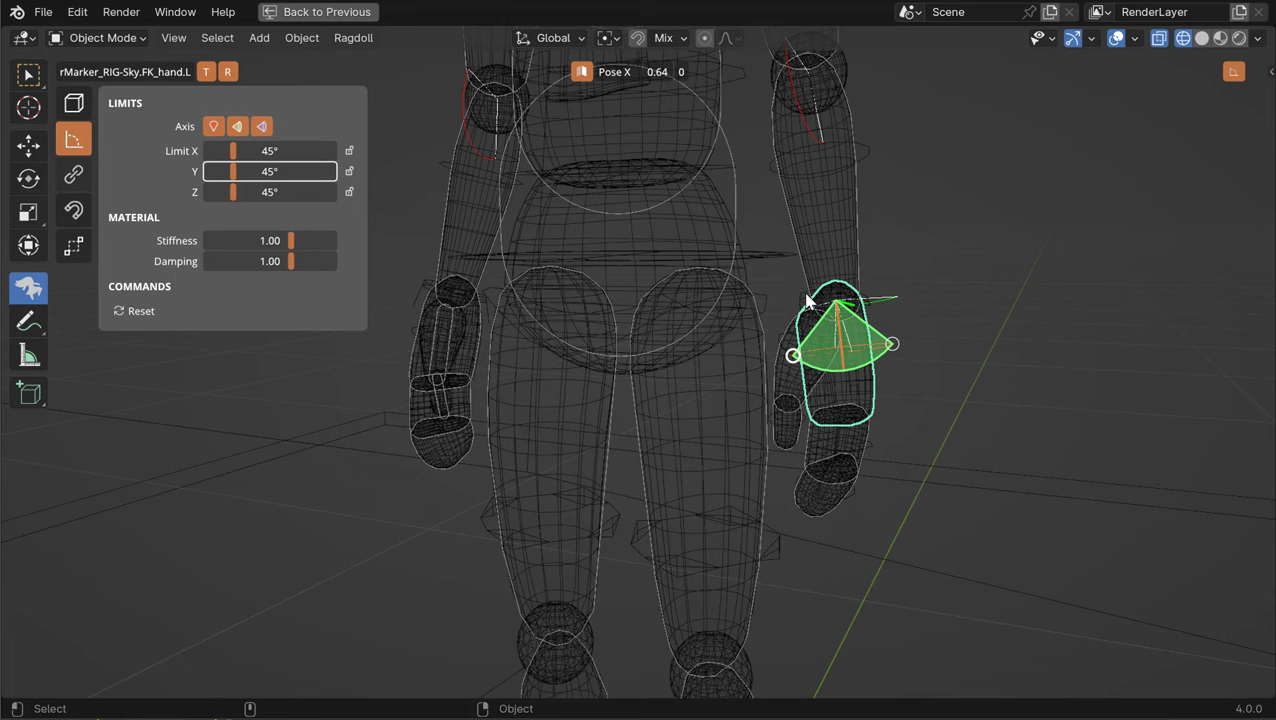 File Edit Render Window Help Back to Previous Scene RenderLayer
Object Mode View Select Add Object Ragdoll Global Mix
rMarker_RIG-Sky.FK_hand.L T R Pose X 0.64 0
LIMITS
Axis
Limit X 45°
Y 45°
Z 45°
MATERIAL
Stiffness 1.00
Damping 1.00
COMMANDS
Reset
Select Object 4.0.0